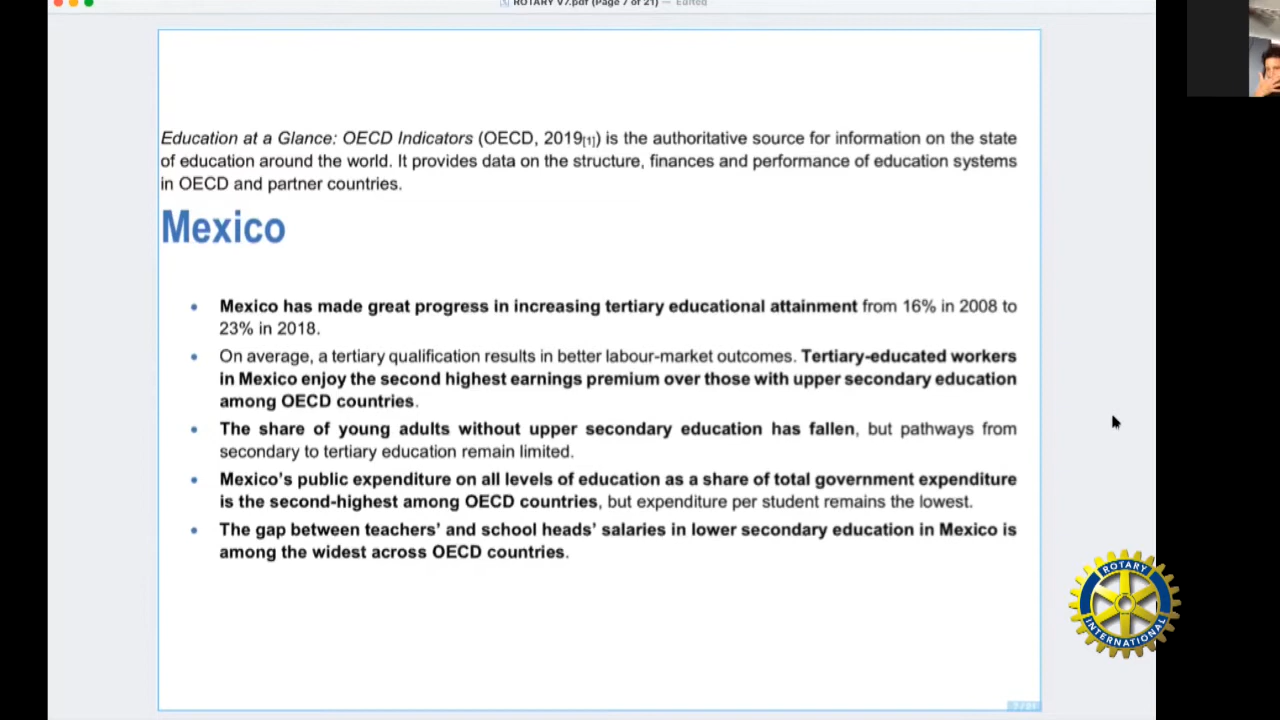 ROTARY V7.pdf (Page 7 of 21) — Edited
Education at a Glance: OECD Indicators (OECD, 2019[1]) is the authoritative source for information on the state
of education around the world. It provides data on the structure, finances and performance of education systems
in OECD and partner countries.
Mexico
• Mexico has made great progress in increasing tertiary educational attainment from 16% in 2008 to
23% in 2018.
• On average, a tertiary qualification results in better labour-market outcomes. Tertiary-educated workers
in Mexico enjoy the second highest earnings premium over those with upper secondary education
among OECD countries.
• The share of young adults without upper secondary education has fallen, but pathways from
secondary to tertiary education remain limited.
• Mexico's public expenditure on all levels of education as a share of total government expenditure
is the second-highest among OECD countries, but expenditure per student remains the lowest.
• The gap between teachers' and school heads' salaries in lower secondary education in Mexico is
among the widest across OECD countries.
ROTARY
INTERNATIONAL